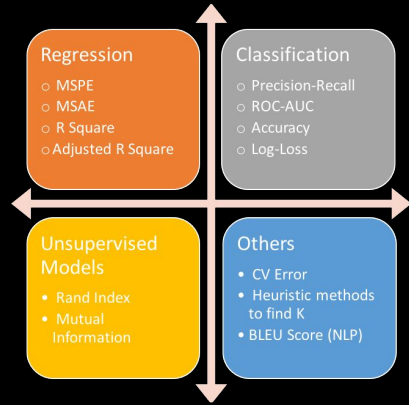 Regression
○ MSPE
○ MSAE
○ R Square
○ Adjusted R Square
Classification
○ Precision-Recall
○ ROC-AUC
○ Accuracy
○ Log-Loss
Unsupervised
Models
• Rand Index
• Mutual
Information
Others
• CV Error
• Heuristic methods
to find K
• BLEU Score (NLP)